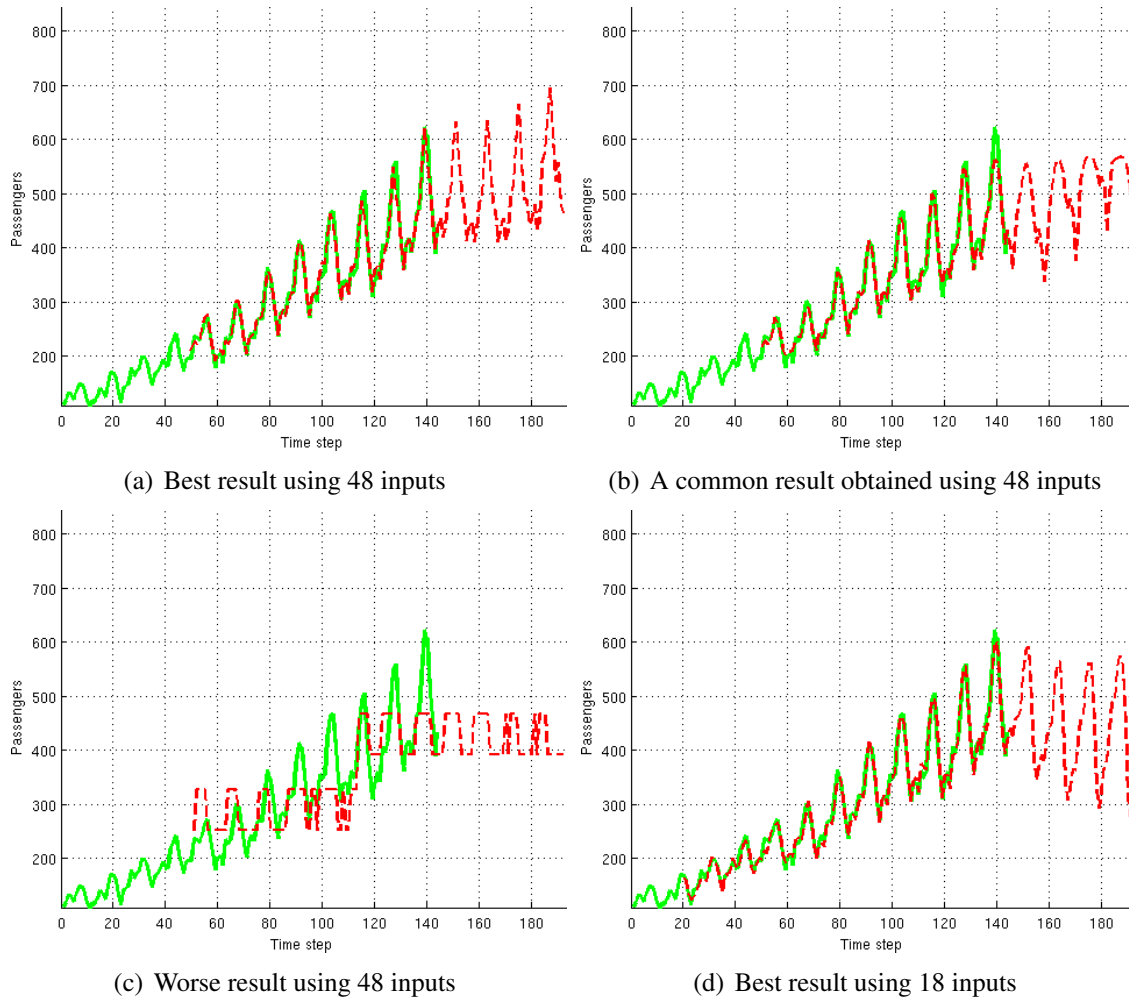 800
700
600
500
400
300
200
Passengers
0 20 40 60 80 100 120 140 160 180
Time step
(a) Best result using 48 inputs
800
700
600
500
400
300
200
Passengers
0 20 40 60 80 100 120 140 160 180
Time step
(b) A common result obtained using 48 inputs
800
700
600
500
400
300
200
Passengers
0 20 40 60 80 100 120 140 160 180
Time step
(c) Worse result using 48 inputs
800
700
600
500
400
300
200
Passengers
0 20 40 60 80 100 120 140 160 180
Time step
(d) Best result using 18 inputs